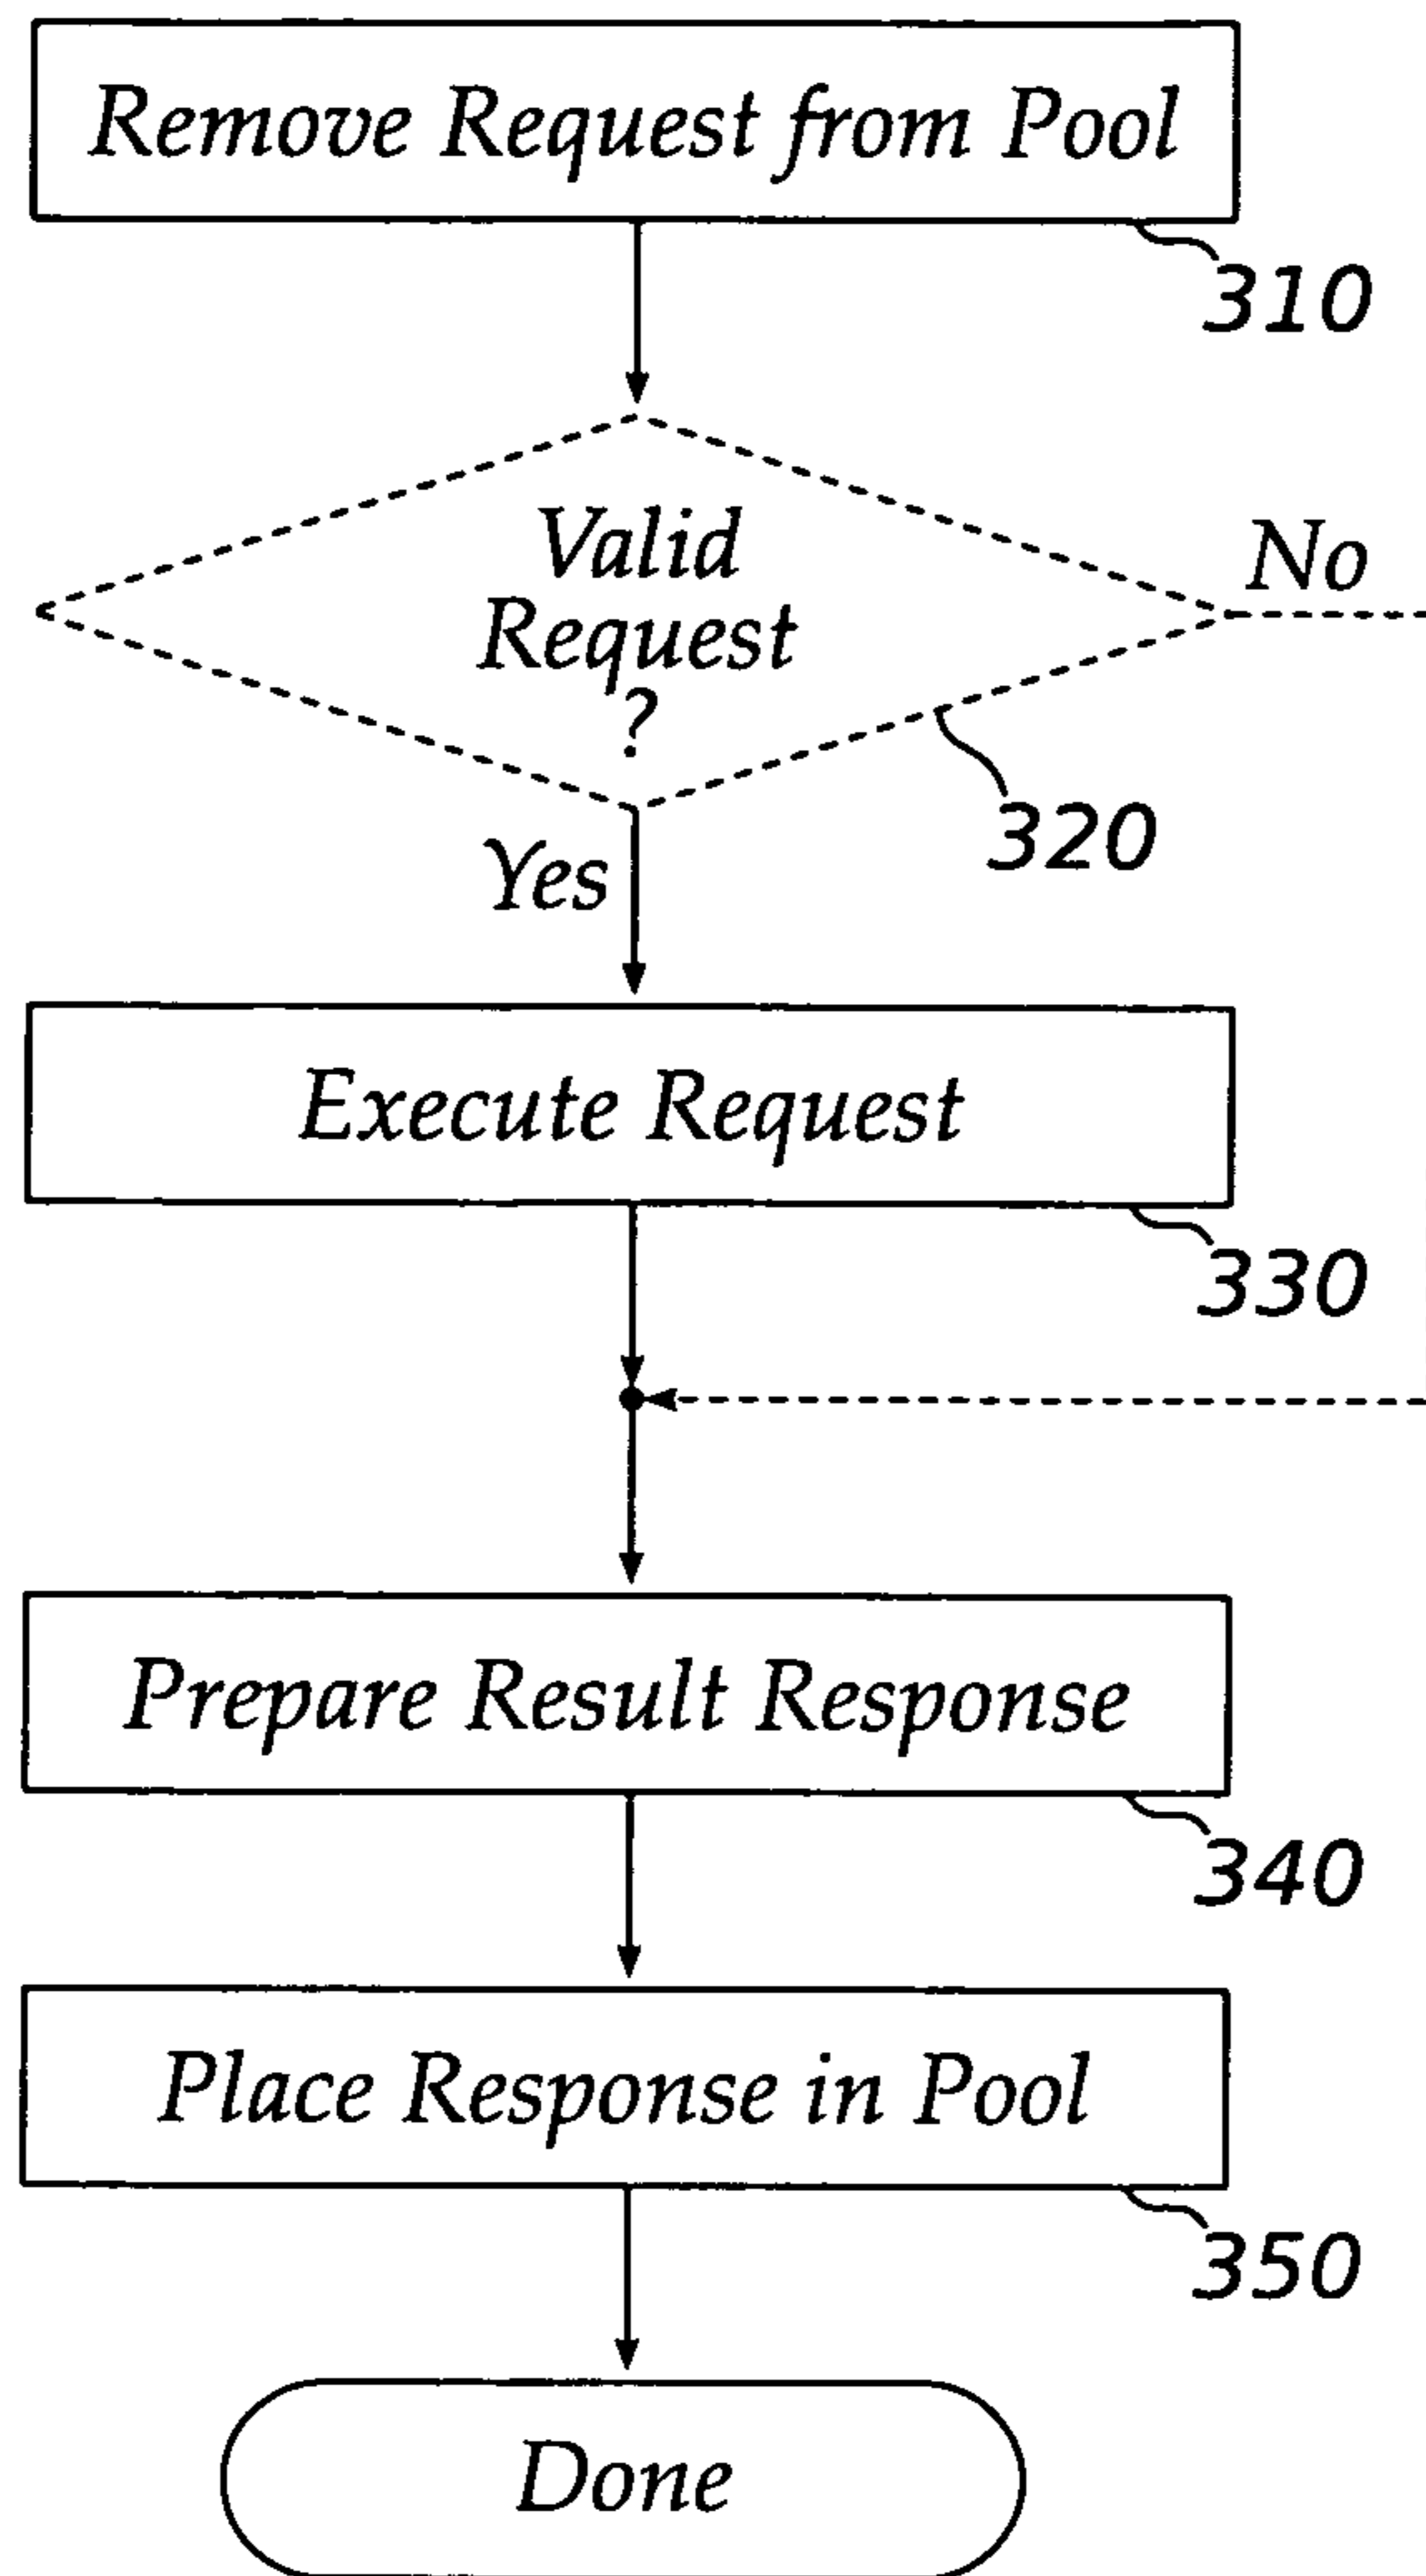 Remove Request from Pool
310
Valid
Request
?
No
320
Yes
Execute Request
330
Prepare Result Response
340
Place Response in Pool
350
Done